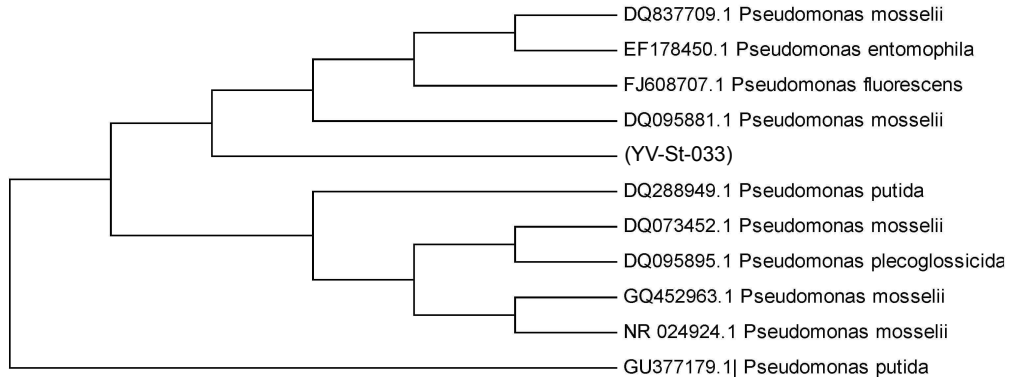 DQ837709.1 Pseudomonas mosselii
EF178450.1 Pseudomonas entomophila
FJ608707.1 Pseudomonas fluorescens
DQ095881.1 Pseudomonas mosselii
(YV-St-033)
DQ288949.1 Pseudomonas putida
DQ073452.1 Pseudomonas mosselii
DQ095895.1 Pseudomonas plecoglossicida
GQ452963.1 Pseudomonas mosselii
NR 024924.1 Pseudomonas mosselii
GU377179.1| Pseudomonas putida